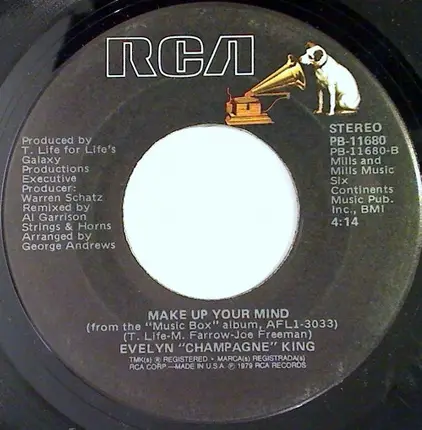 RCA
Produced by
T. Life for Life's
Galaxy
Productions
Executive
Producer:
Warren Schatz
Remixed by
Al Garrison
Strings & Horns
Arranged by
George Andrews
STEREO
PB-11680
PB-11680-B
Mills and
Mills Music
Six
Continents
Music Pub.
Inc., BMI
4:14
MAKE UP YOUR MIND
(from the "Music Box" album, AFL1-3033)
(T. Life-M. Farrow-Joe Freeman)
EVELYN "CHAMPAGNE" KING
TMK(s) ® REGISTERED • MARCA(s) REGISTRADA(s)
RCA CORP.—MADE IN U.S.A. ℗ 1979 RCA RECORDS